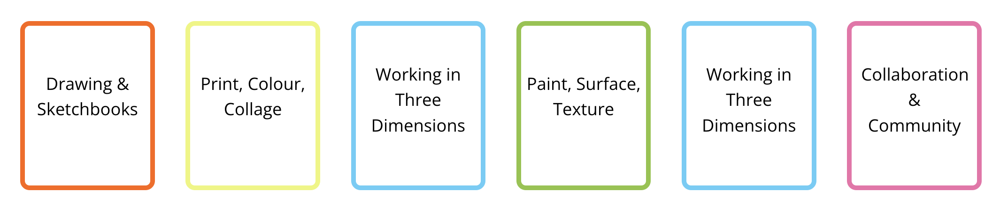 Drawing &
Sketchbooks
Print, Colour,
Collage
Working in
Three
Dimensions
Paint, Surface,
Texture
Working in
Three
Dimensions
Collaboration
&
Community